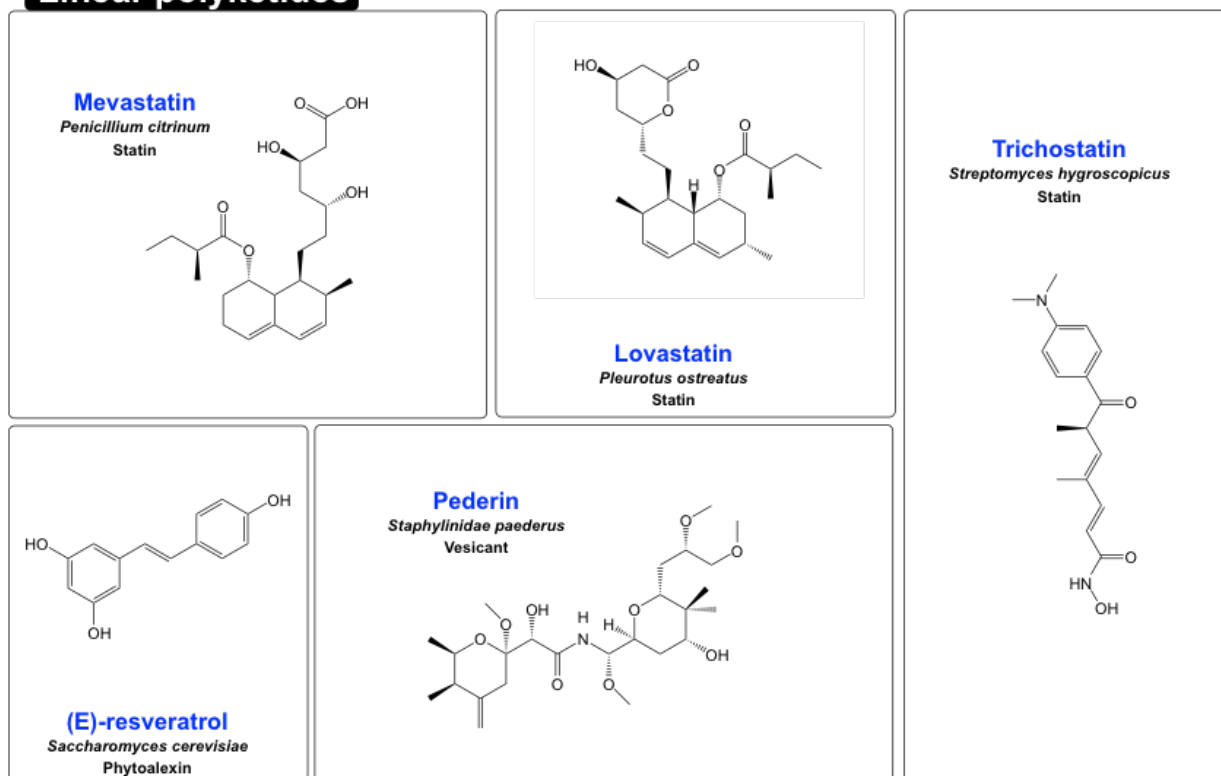 Linear polyketides
Mevastatin
Penicillium citrinum
Statin
O
OH
HO
OH
O
O
HO
O
O
O
O
H
Lovastatin
Pleurotus ostreatus
Statin
Trichostatin
Streptomyces hygroscopicus
Statin
N
O
O
HN
OH
OH
HO
OH
(E)-resveratrol
Saccharomyces cerevisiae
Phytoalexin
Pederin
Staphylinidae paederus
Vesicant
O
O
OH
H
O
O
O
H
N
O
O
OH